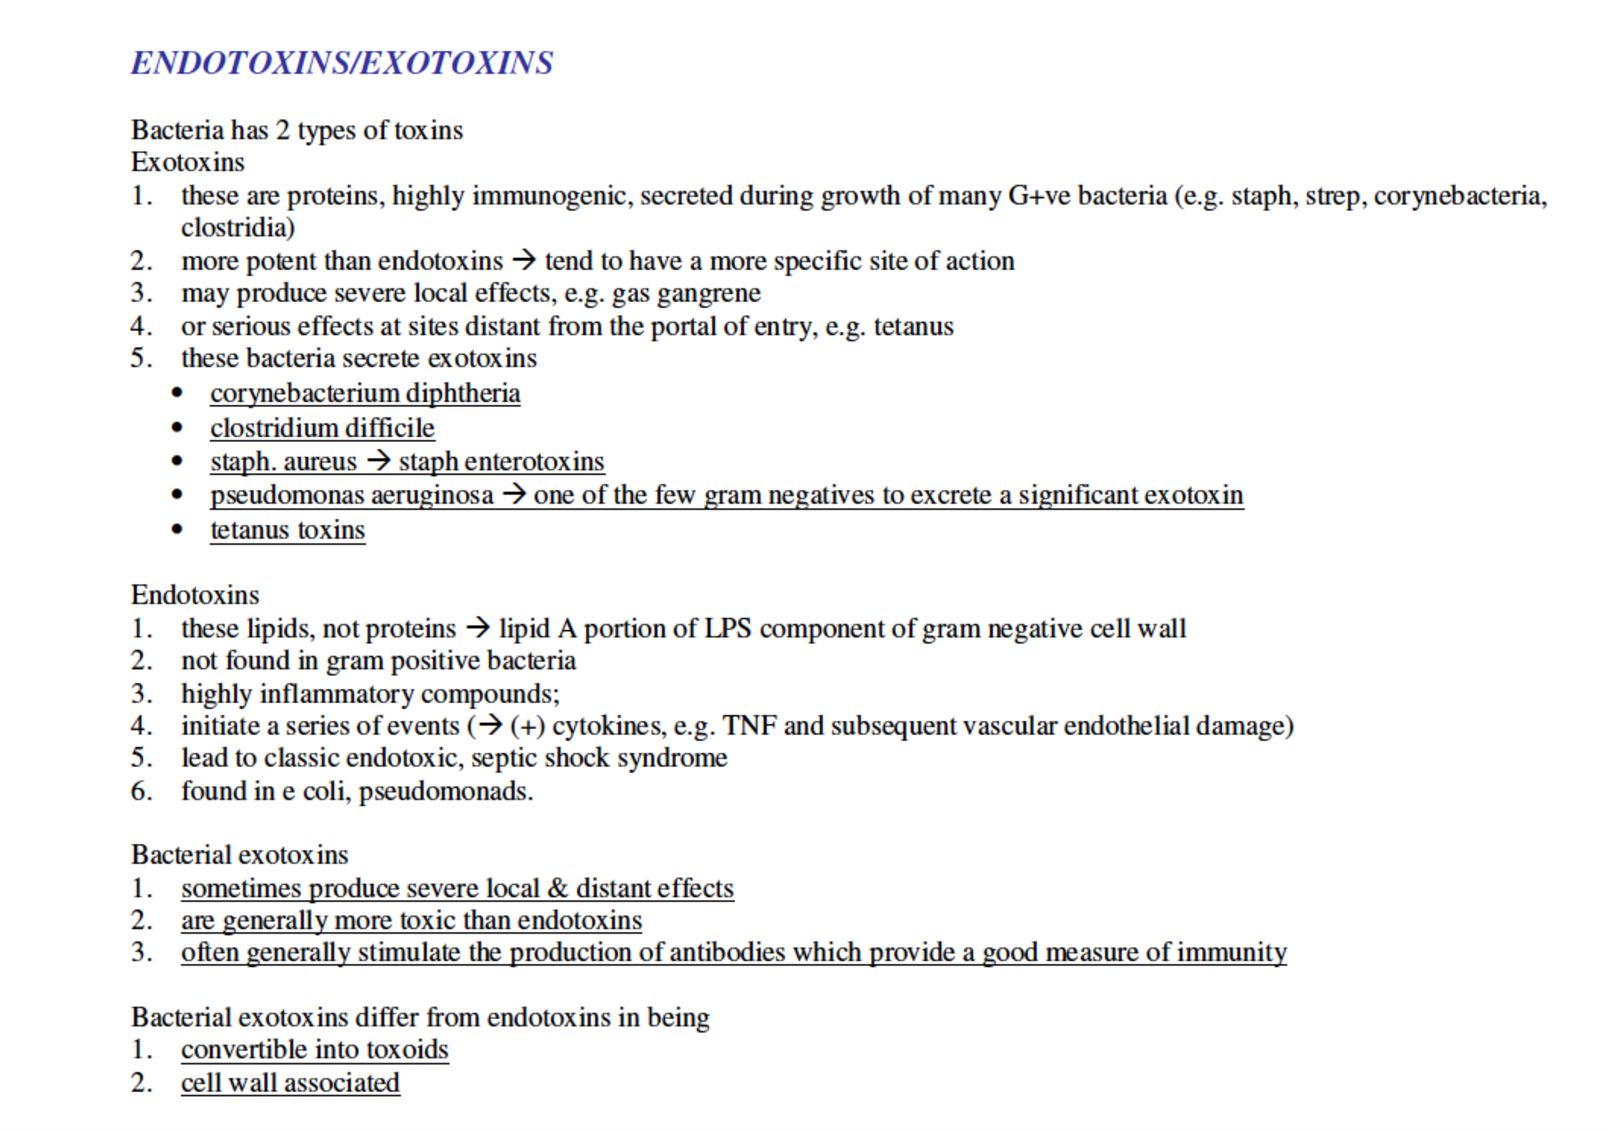 ENDOTOXINS/EXOTOXINS
Bacteria has 2 types of toxins
Exotoxins
1. these are proteins, highly immunogenic, secreted during growth of many G+ve bacteria (e.g. staph, strep, corynebacteria,
clostridia)
2. more potent than endotoxins → tend to have a more specific site of action
3. may produce severe local effects, e.g. gas gangrene
4. or serious effects at sites distant from the portal of entry, e.g. tetanus
5. these bacteria secrete exotoxins
• corynebacterium diphtheria
• clostridium difficile
• staph. aureus → staph enterotoxins
• pseudomonas aeruginosa → one of the few gram negatives to excrete a significant exotoxin
• tetanus toxins
Endotoxins
1. these lipids, not proteins → lipid A portion of LPS component of gram negative cell wall
2. not found in gram positive bacteria
3. highly inflammatory compounds;
4. initiate a series of events (→ (+) cytokines, e.g. TNF and subsequent vascular endothelial damage)
5. lead to classic endotoxic, septic shock syndrome
6. found in e coli, pseudomonads.
Bacterial exotoxins
1. sometimes produce severe local & distant effects
2. are generally more toxic than endotoxins
3. often generally stimulate the production of antibodies which provide a good measure of immunity
Bacterial exotoxins differ from endotoxins in being
1. convertible into toxoids
2. cell wall associated